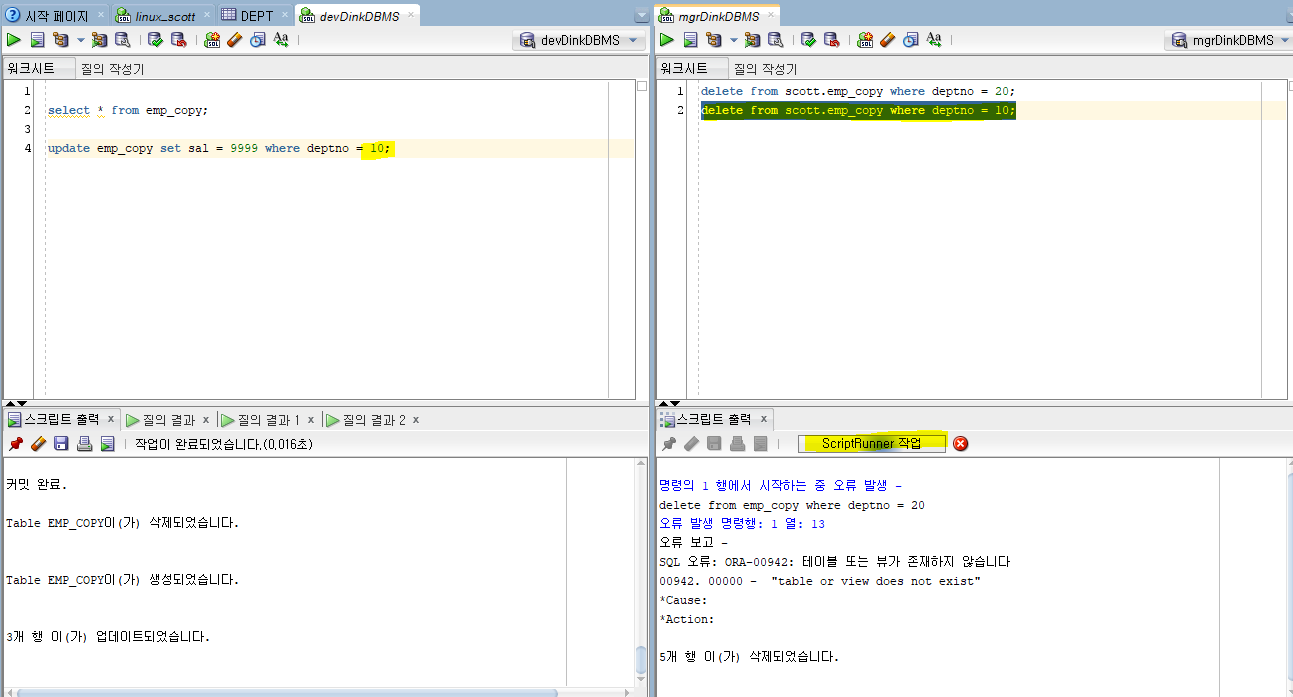 시작 페이지
linux_scott
DEPT
devDinkDBMS
devDinkDBMS
워크시트 질의 작성기
1
2 select * from emp_copy;
3
4 update emp_copy set sal = 9999 where deptno = 10;
스크립트 출력 질의 결과 질의 결과 1 질의 결과 2
작업이 완료되었습니다.(0,016초)
커밋 완료.
Table EMP_COPY이(가) 삭제되었습니다.
Table EMP_COPY이(가) 생성되었습니다.
3개 행 이(가) 업데이트되었습니다.
mgrDinkDBMS
mgrDinkDBMS
워크시트 질의 작성기
1 delete from scott.emp_copy where deptno = 20;
2 delete from scott.emp_copy where deptno = 10;
스크립트 출력
ScriptRunner 작업
명령의 1 행에서 시작하는 중 오류 발생 -
delete from emp_copy where deptno = 20
오류 발생 명령행: 1 열: 13
오류 보고 -
SQL 오류: ORA-00942: 테이블 또는 뷰가 존재하지 않습니다
00942. 00000 - "table or view does not exist"
*Cause:
*Action:
5개 행 이(가) 삭제되었습니다.